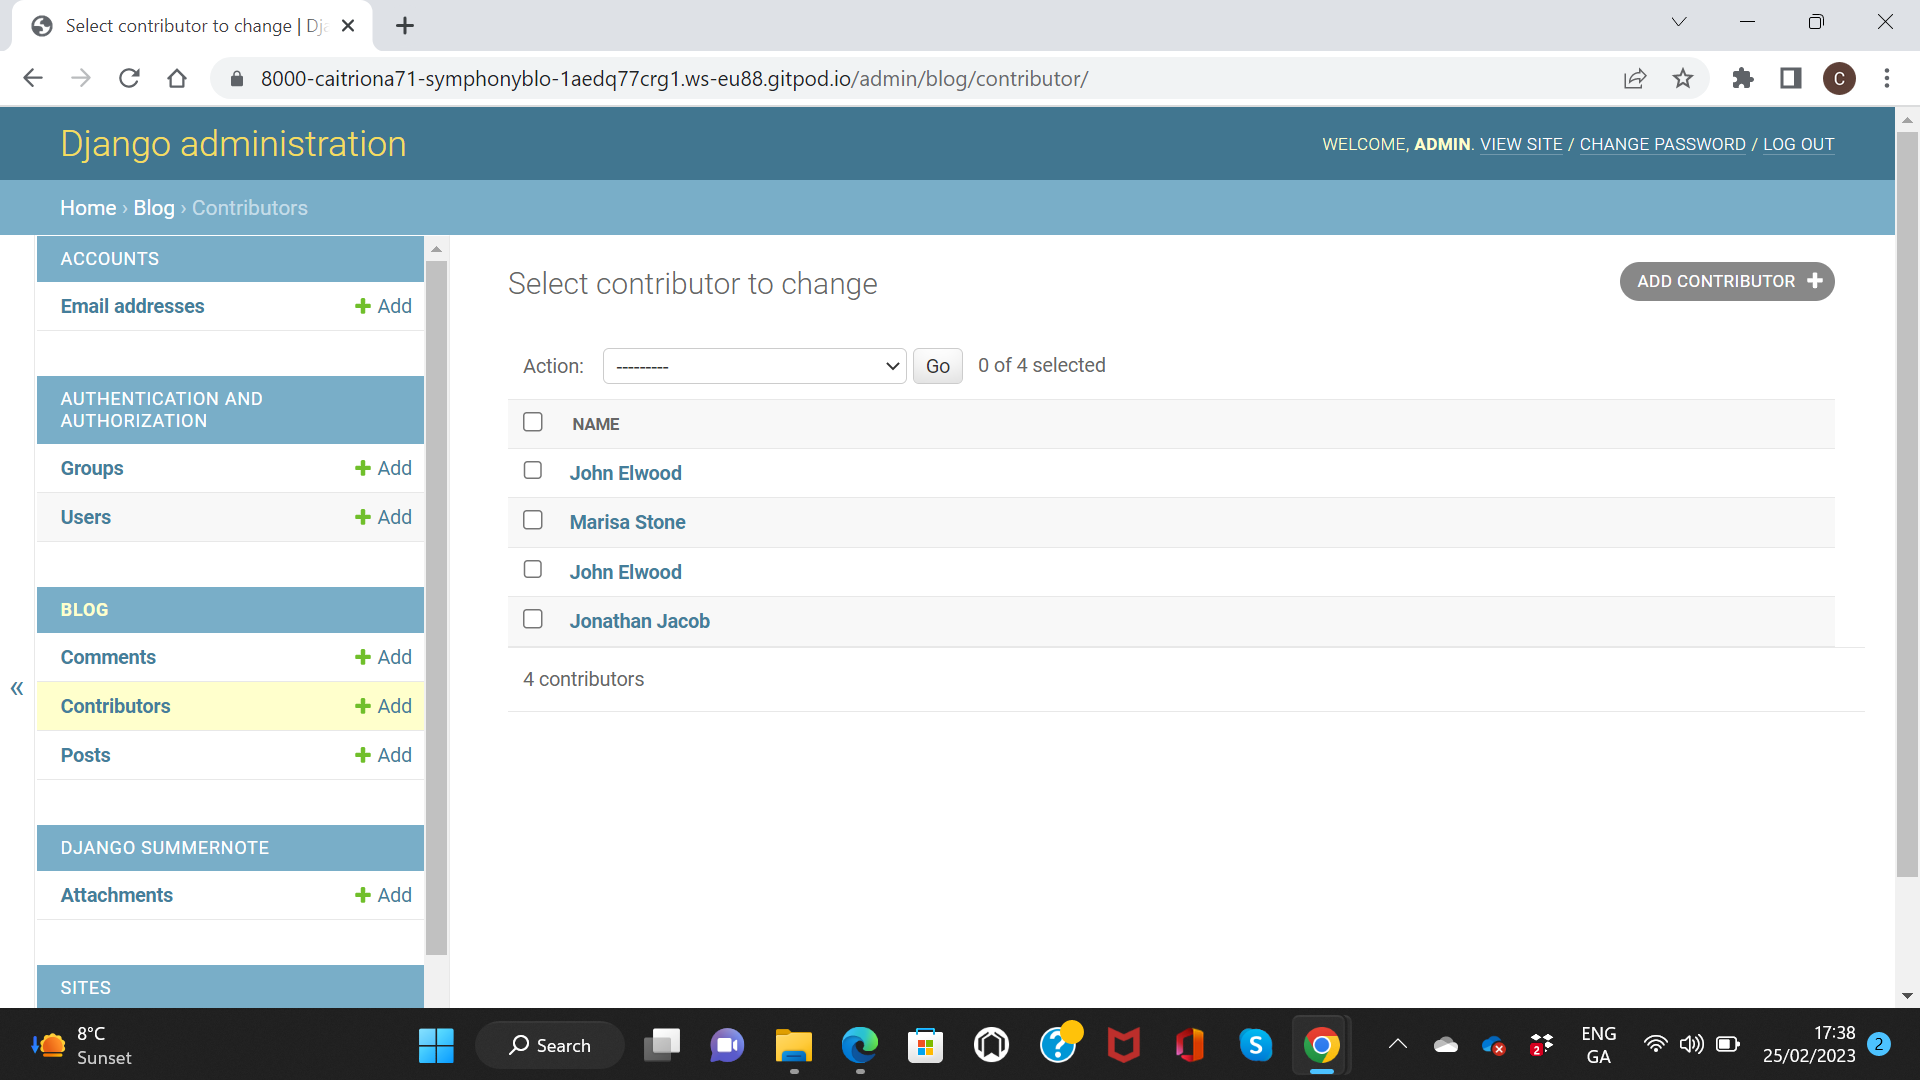 Select contributor to change | Dj
8000-caitriona71-symphonyblo-1aedq77crg1.ws-eu88.gitpod.io/admin/blog/contributor/
C
Django administration
WELCOME, ADMIN. VIEW SITE / CHANGE PASSWORD / LOG OUT
Home › Blog › Contributors
ACCOUNTS
Email addresses + Add
AUTHENTICATION AND
AUTHORIZATION
Groups + Add
Users + Add
BLOG
Comments + Add
Contributors + Add
Posts + Add
DJANGO SUMMERNOTE
Attachments + Add
SITES
«
Select contributor to change
ADD CONTRIBUTOR +
Action: --------- Go 0 of 4 selected
NAME
John Elwood
Marisa Stone
John Elwood
Jonathan Jacob
4 contributors
8°C
Sunset
Search
S
2
ENG
GA
17:38
25/02/2023
2